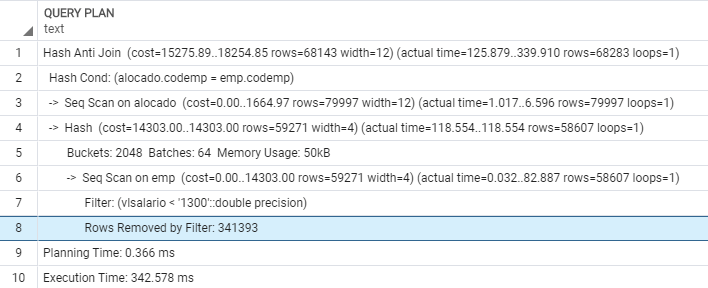 QUERY PLAN
text
1 Hash Anti Join (cost=15275.89..18254.85 rows=68143 width=12) (actual time=125.879..339.910 rows=68283 loops=1)
2 Hash Cond: (alocado.codemp = emp.codemp)
3 -> Seq Scan on alocado (cost=0.00..1664.97 rows=79997 width=12) (actual time=1.017..6.596 rows=79997 loops=1)
4 -> Hash (cost=14303.00..14303.00 rows=59271 width=4) (actual time=118.554..118.554 rows=58607 loops=1)
5 Buckets: 2048 Batches: 64 Memory Usage: 50kB
6 -> Seq Scan on emp (cost=0.00..14303.00 rows=59271 width=4) (actual time=0.032..82.887 rows=58607 loops=1)
7 Filter: (vlsalario < '1300'::double precision)
8 Rows Removed by Filter: 341393
9 Planning Time: 0.366 ms
10 Execution Time: 342.578 ms